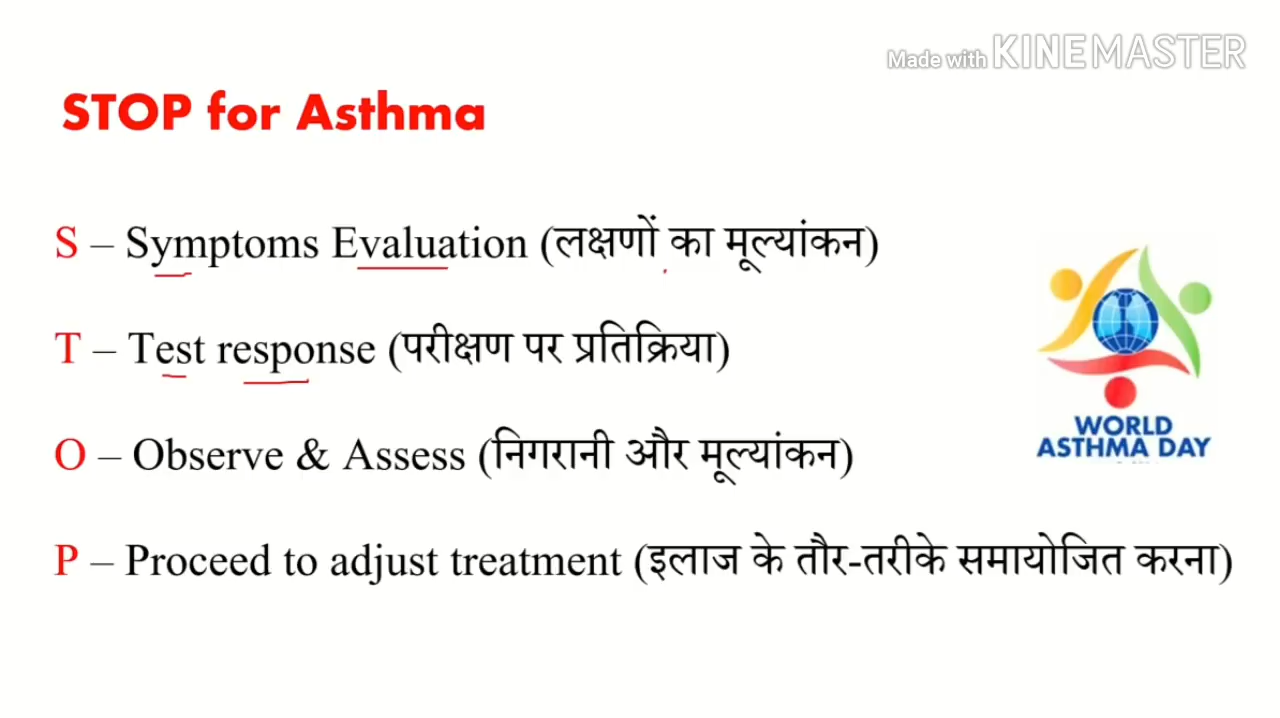 Made with KINEMASTER
STOP for Asthma
S – Symptoms Evaluation (लक्षणों का मूल्यांकन)
T – Test response (परीक्षण पर प्रतिक्रिया)
O – Observe & Assess (निगरानी और मूल्यांकन)
WORLD
ASTHMA DAY
P – Proceed to adjust treatment (इलाज के तौर-तरीके समायोजित करना)